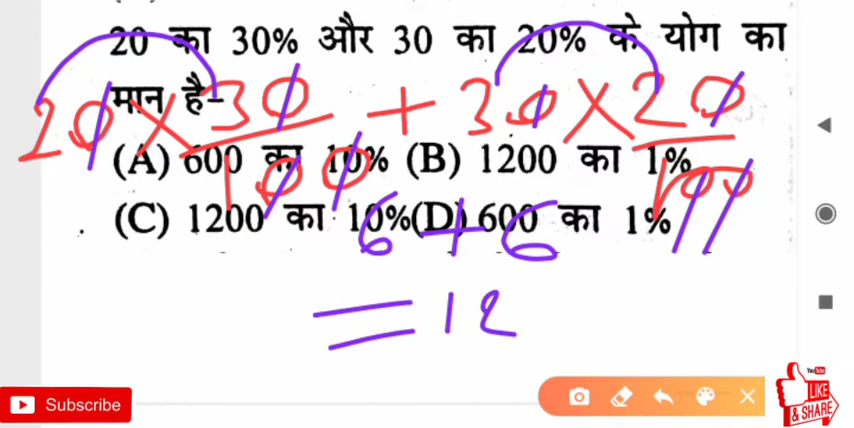 20 का 30% और 30 का 20% के योग का
मान है-
20 × 30/100 + 30 × 20/100
(A) 600 का 10% (B) 1200 का 1%
(C) 1200 का 10% (D) 600 का 1%
6 + 6
= 12
Subscribe
YouTube
LIKE
& SHARE